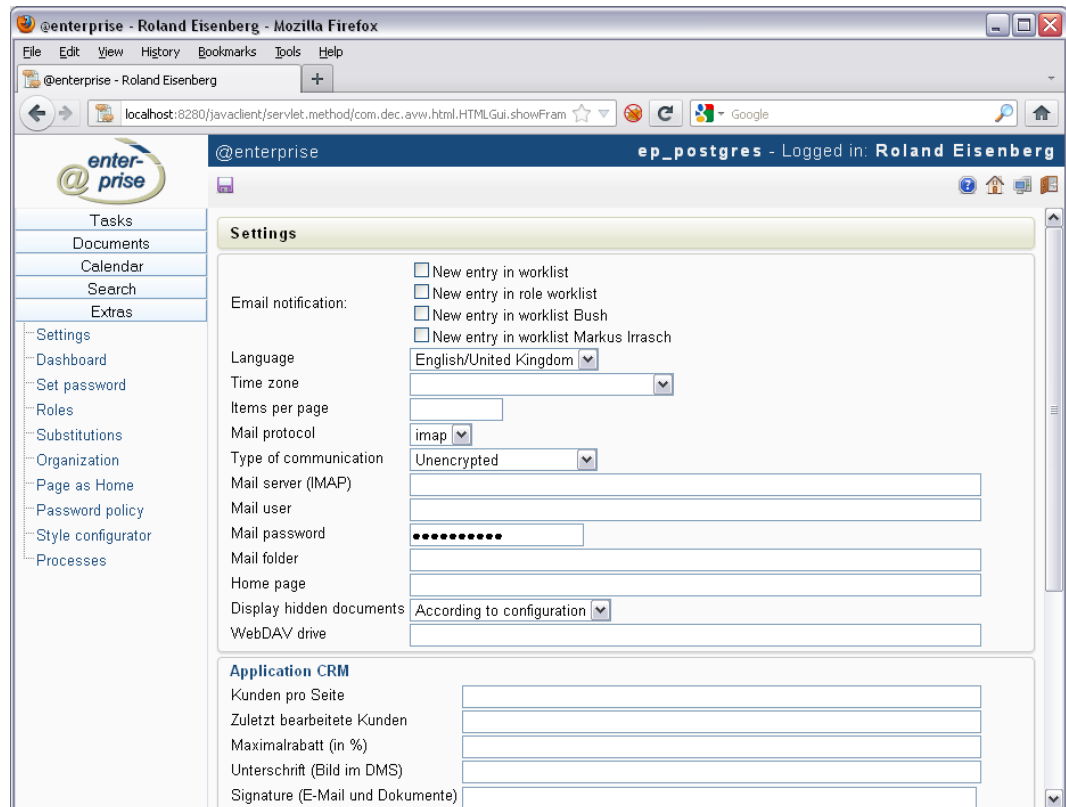 @enterprise - Roland Eisenberg - Mozilla Firefox
File Edit View History Bookmarks Tools Help
@enterprise - Roland Eisenberg +
localhost:8280/javaclient/servlet.method/com.dec.avw.html.HTMLGui.showFram Google
enter-
@ prise
@enterprise ep_postgres - Logged in: Roland Eisenberg
Tasks
Documents
Calendar
Search
Extras
Settings
Dashboard
Set password
Roles
Substitutions
Organization
Page as Home
Password policy
Style configurator
Processes
Settings
Email notification:
New entry in worklist
New entry in role worklist
New entry in worklist Bush
New entry in worklist Markus Irrasch
Language English/United Kingdom
Time zone
Items per page
Mail protocol imap
Type of communication Unencrypted
Mail server (IMAP)
Mail user
Mail password ••••••••••
Mail folder
Home page
Display hidden documents According to configuration
WebDAV drive
Application CRM
Kunden pro Seite
Zuletzt bearbeitete Kunden
Maximalrabatt (in %)
Unterschrift (Bild im DMS)
Signature (E-Mail und Dokumente)